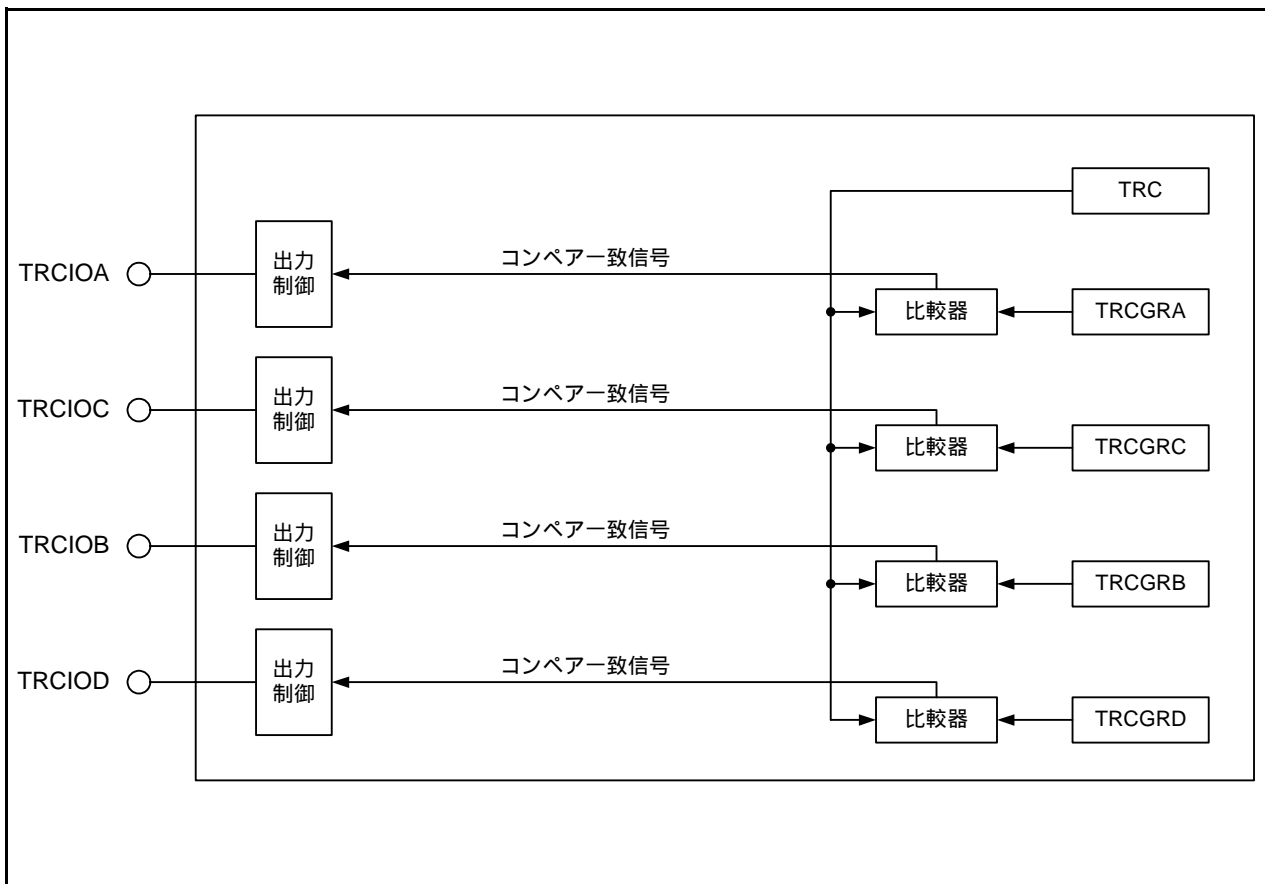 TRC
コンペア一致信号
TRCIOA
出力
制御
比較器
TRCGRA
コンペア一致信号
TRCIOC
出力
制御
比較器
TRCGRC
コンペア一致信号
TRCIOB
出力
制御
比較器
TRCGRB
コンペア一致信号
TRCIOD
出力
制御
比較器
TRCGRD